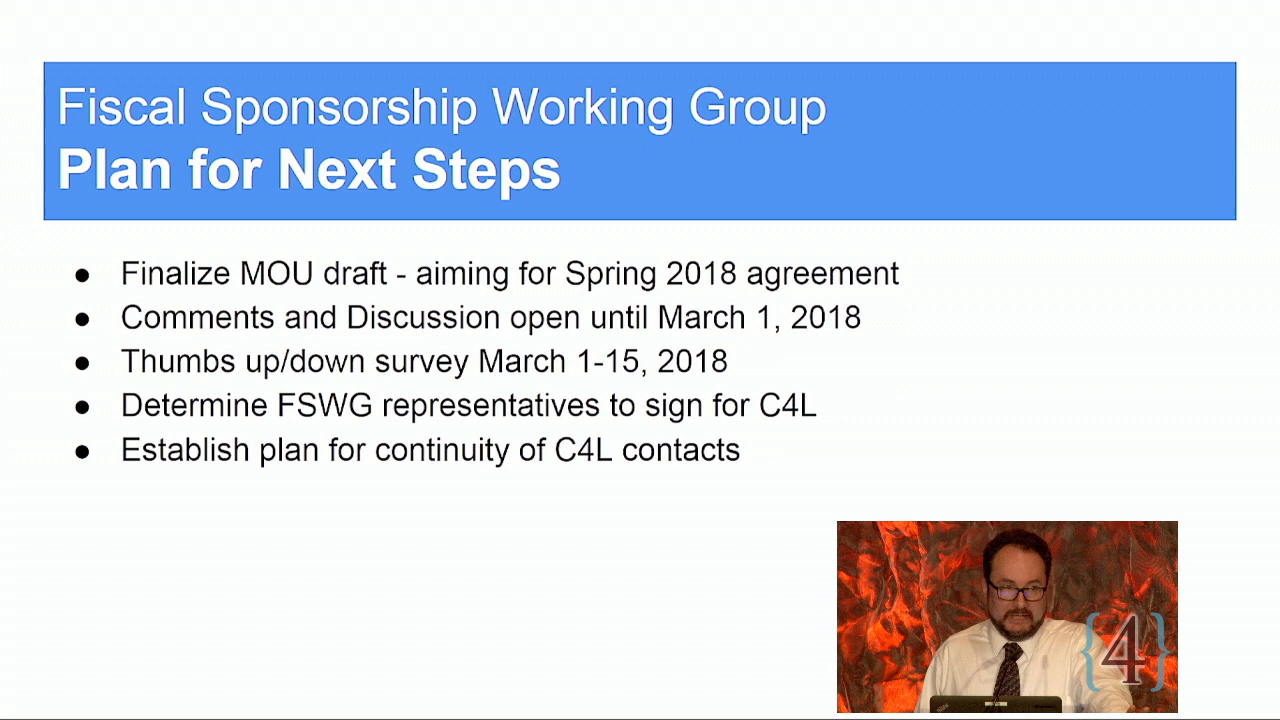 Fiscal Sponsorship Working Group
Plan for Next Steps
● Finalize MOU draft - aiming for Spring 2018 agreement
● Comments and Discussion open until March 1, 2018
● Thumbs up/down survey March 1-15, 2018
● Determine FSWG representatives to sign for C4L
● Establish plan for continuity of C4L contacts
{4}